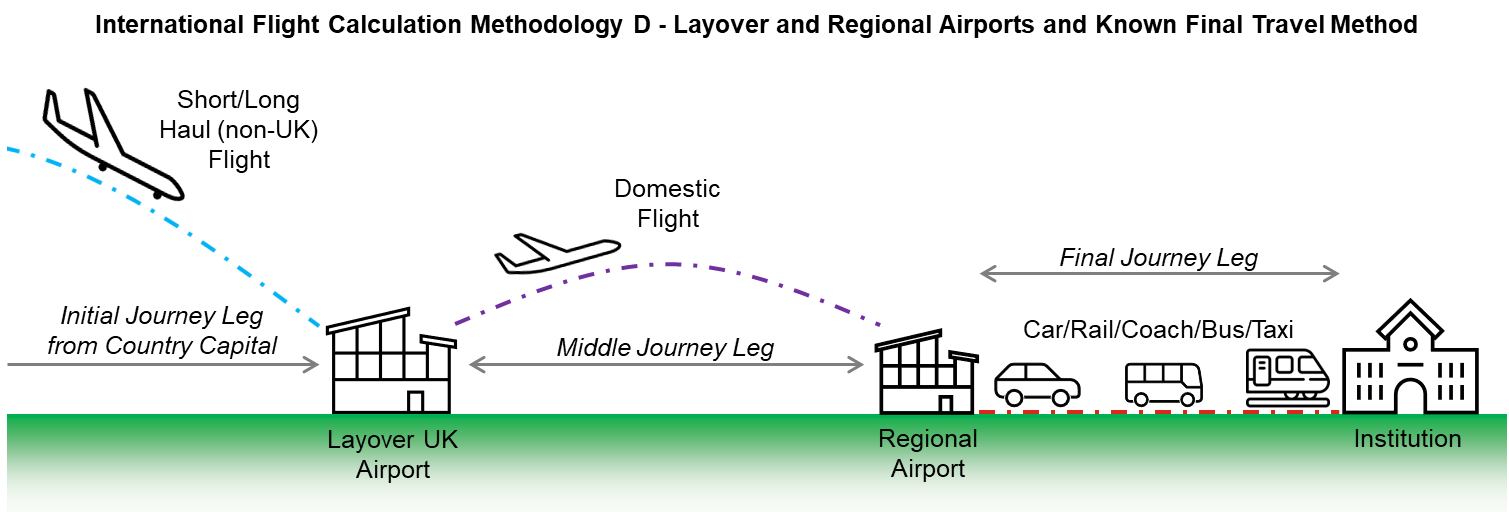 International Flight Calculation Methodology D - Layover and Regional Airports and Known Final Travel Method
Short/Long
Haul (non-UK)
Flight
Domestic
Flight
Final Journey Leg
Initial Journey Leg
from Country Capital
Middle Journey Leg
Car/Rail/Coach/Bus/Taxi
Layover UK
Airport
Regional
Airport
Institution